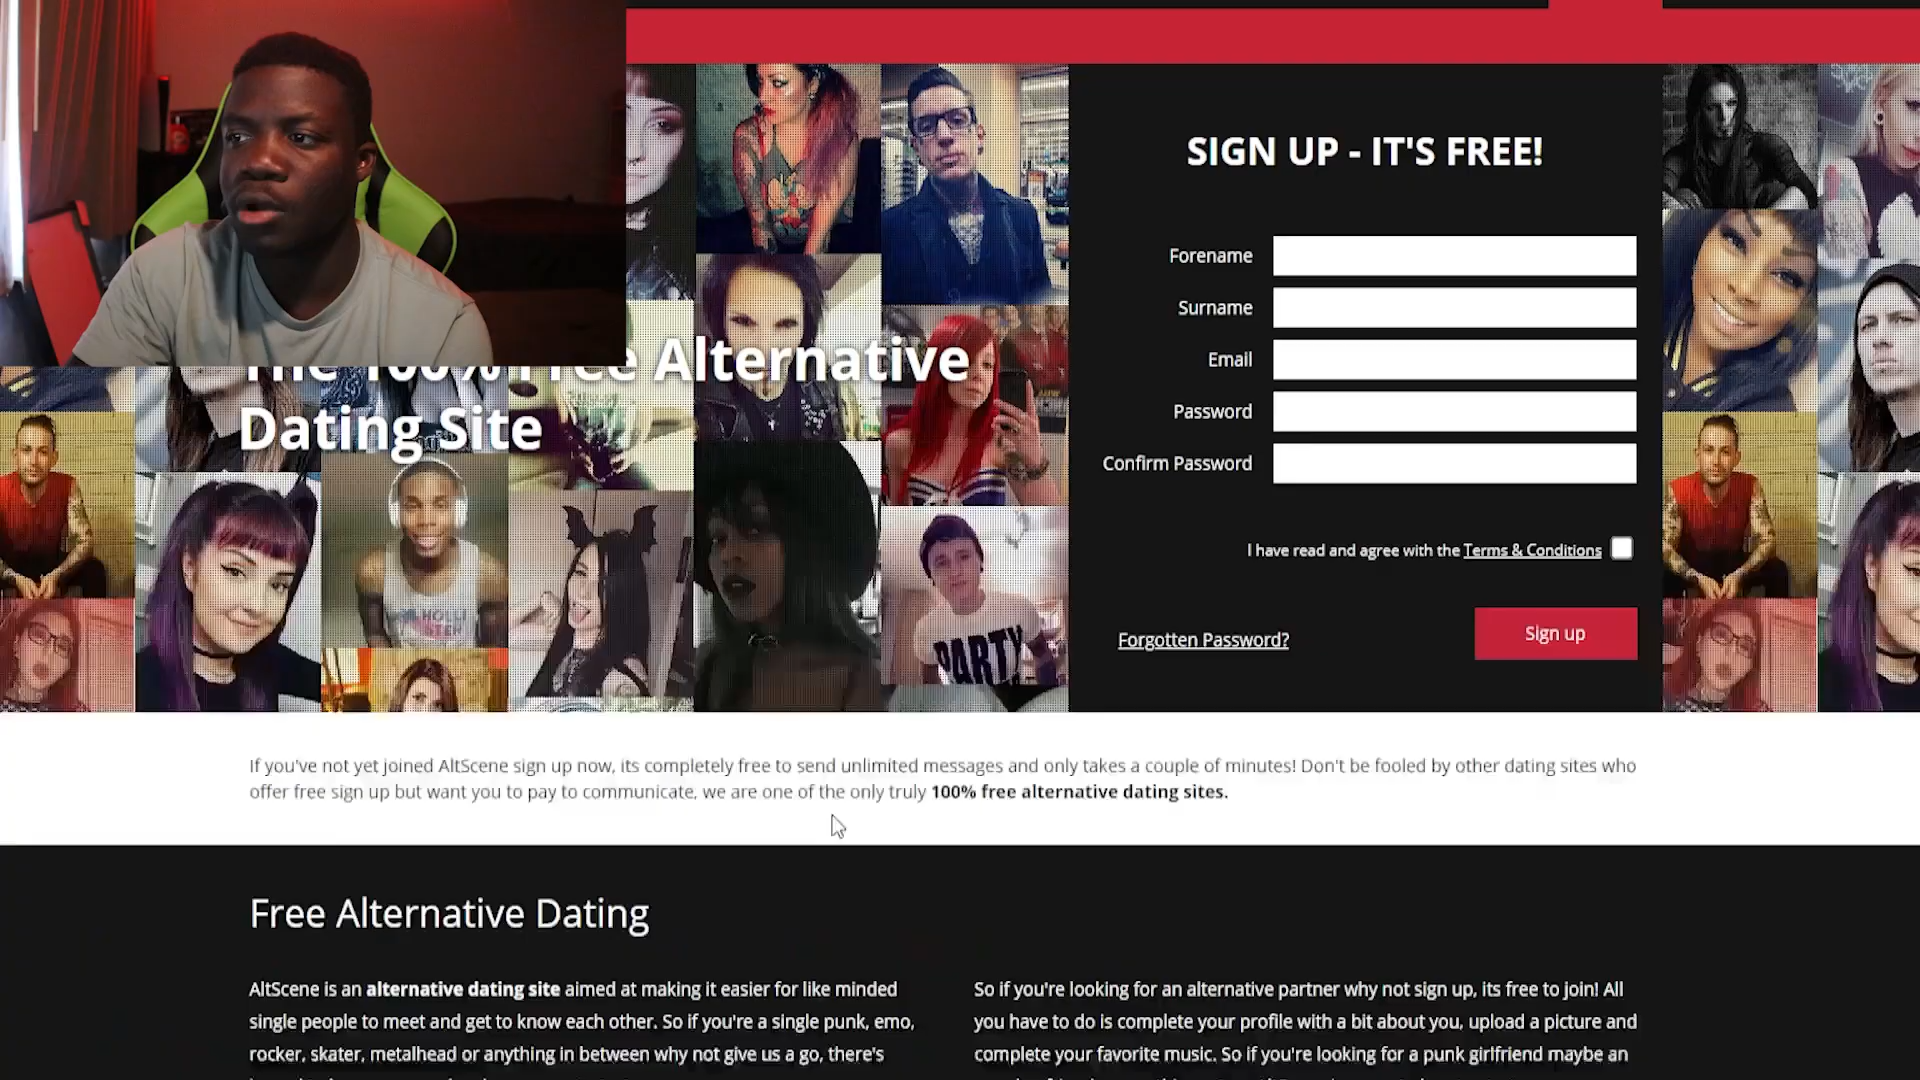 SIGN UP - IT'S FREE!
Forename
Surname
Email
Password
Confirm Password
I have read and agree with the Terms & Conditions
Forgotten Password?
Sign up
The 100% Free Alternative
Dating Site
PARTY
If you've not yet joined AltScene sign up now, its completely free to send unlimited messages and only takes a couple of minutes! Don't be fooled by other dating sites who
offer free sign up but want you to pay to communicate, we are one of the only truly 100% free alternative dating sites.
Free Alternative Dating
AltScene is an alternative dating site aimed at making it easier for like minded
single people to meet and get to know each other. So if you're a single punk, emo,
rocker, skater, metalhead or anything in between why not give us a go, there's
So if you're looking for an alternative partner why not sign up, its free to join! All
you have to do is complete your profile with a bit about you, upload a picture and
complete your favorite music. So if you're looking for a punk girlfriend maybe an